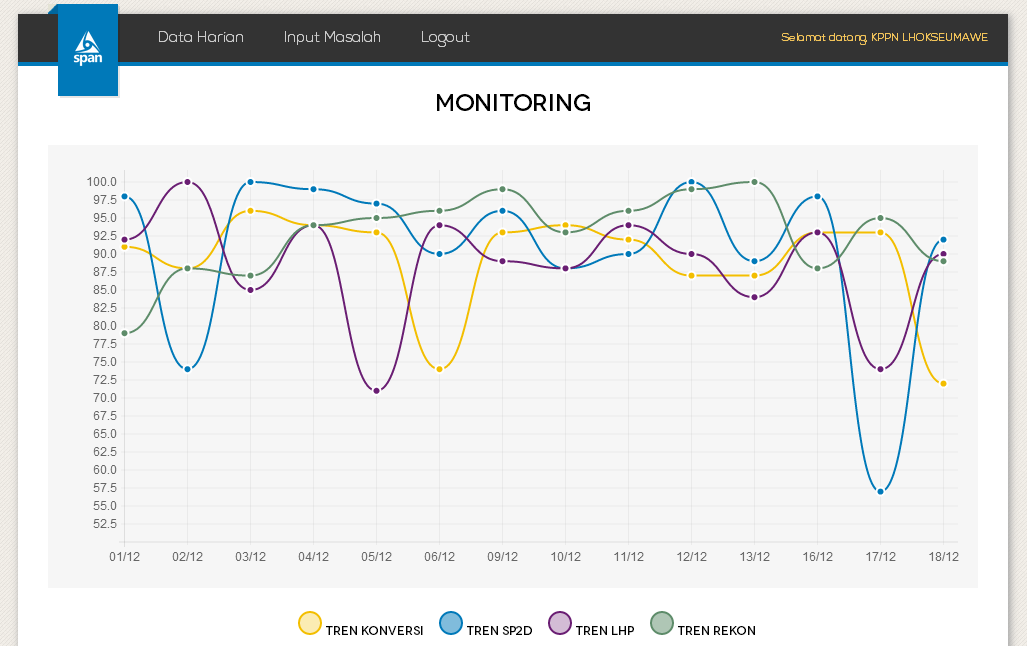 span
Data Harian
Input Masalah
Logout
Selamat datang, KPPN LHOKSEUMAWE
MONITORING
100.0
97.5
95.0
92.5
90.0
87.5
85.0
82.5
80.0
77.5
75.0
72.5
70.0
67.5
65.0
62.5
60.0
57.5
55.0
52.5
01/12 02/12 03/12 04/12 05/12 06/12 09/12 10/12 11/12 12/12 13/12 16/12 17/12 18/12
TREN KONVERSI TREN SP2D TREN LHP TREN REKON